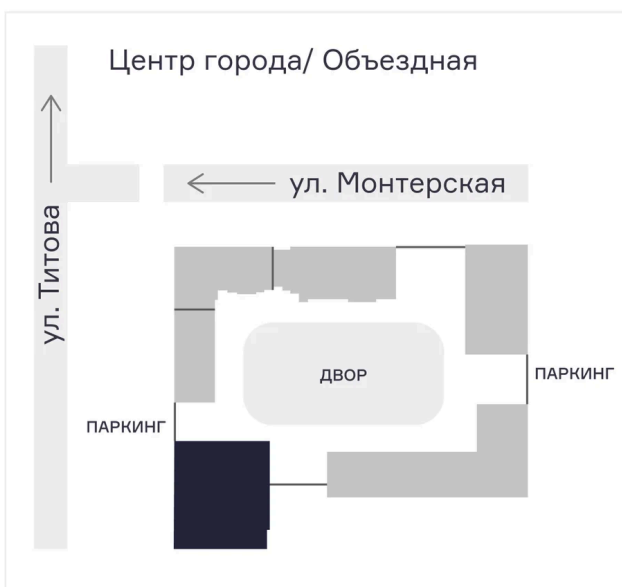 Центр города/ Объездная
ул. Монтерская
ул. Титова
ДВОР
ПАРКИНГ
ПАРКИНГ